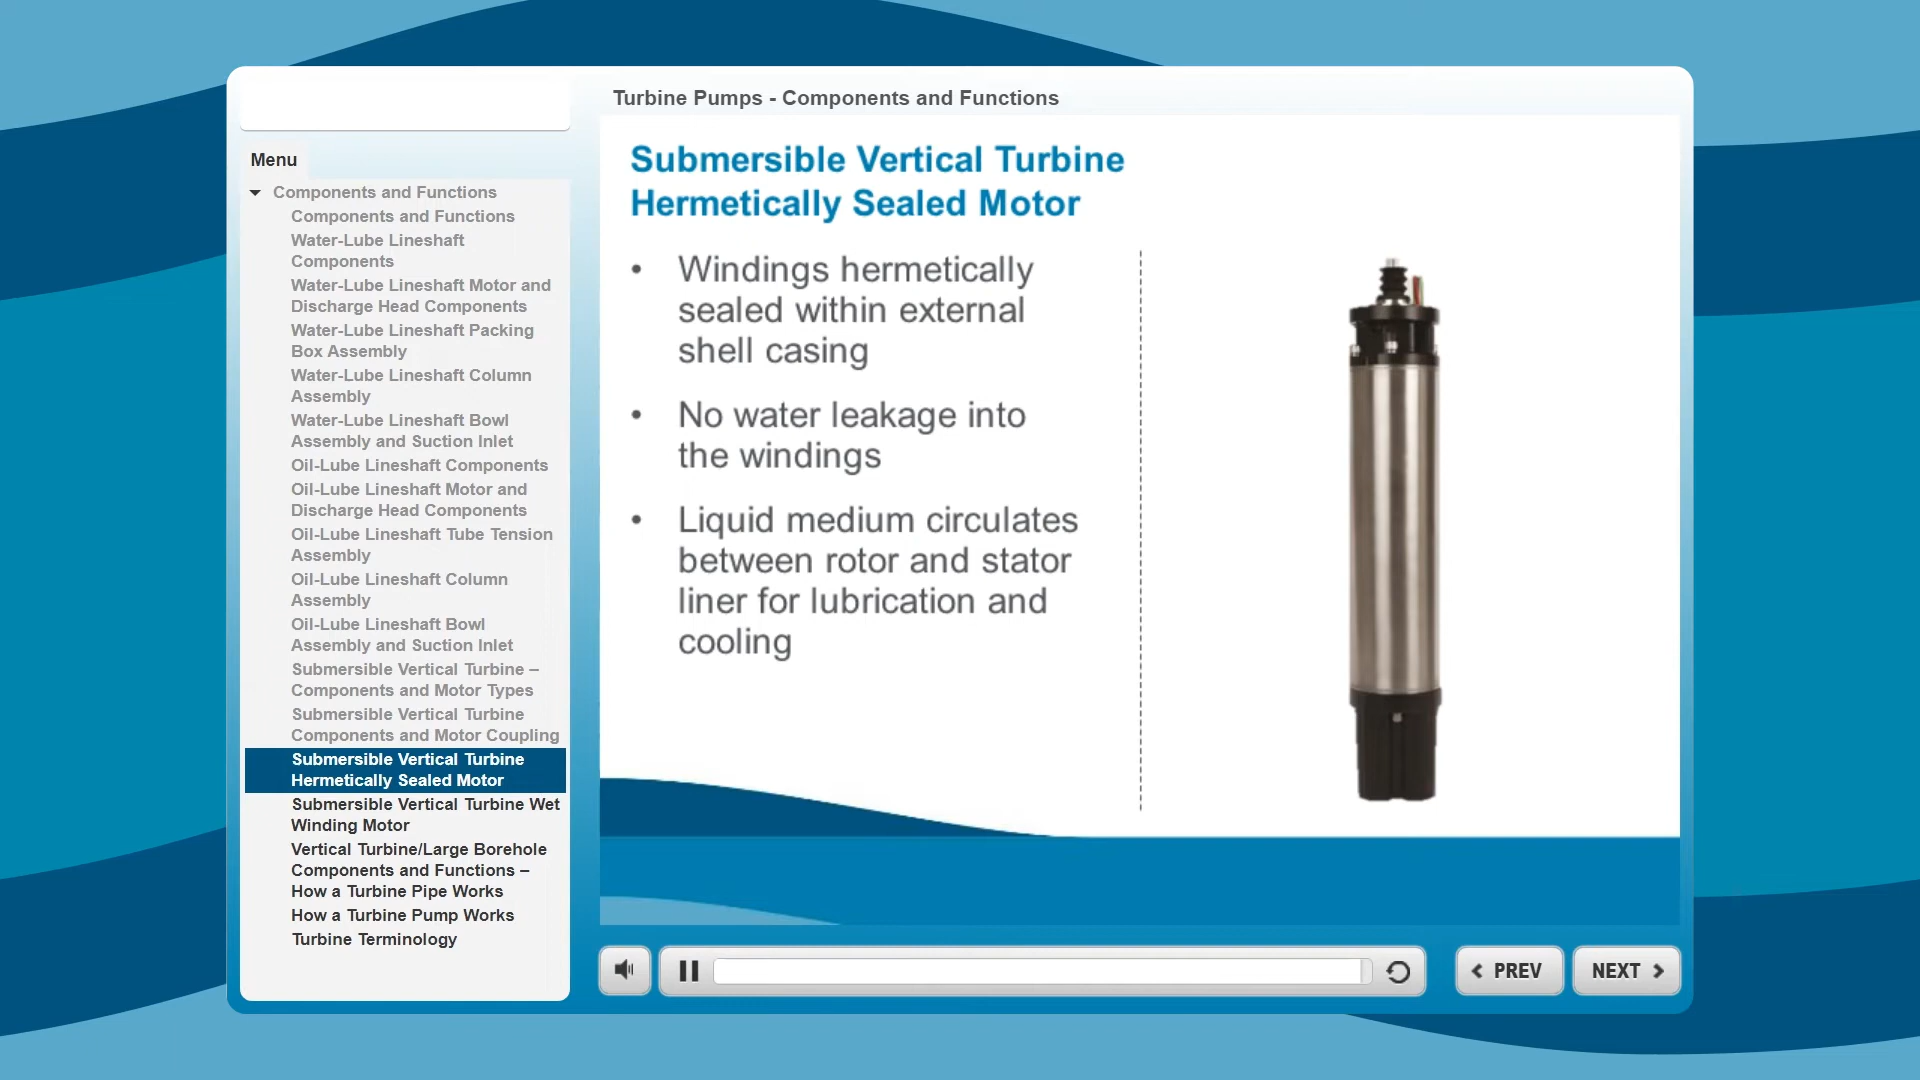 Turbine Pumps - Components and Functions
Menu
Components and Functions
Components and Functions
Water-Lube Lineshaft
Components
Water-Lube Lineshaft Motor and
Discharge Head Components
Water-Lube Lineshaft Packing
Box Assembly
Water-Lube Lineshaft Column
Assembly
Water-Lube Lineshaft Bowl
Assembly and Suction Inlet
Oil-Lube Lineshaft Components
Oil-Lube Lineshaft Motor and
Discharge Head Components
Oil-Lube Lineshaft Tube Tension
Assembly
Oil-Lube Lineshaft Column
Assembly
Oil-Lube Lineshaft Bowl
Assembly and Suction Inlet
Submersible Vertical Turbine –
Components and Motor Types
Submersible Vertical Turbine
Components and Motor Coupling
Submersible Vertical Turbine
Hermetically Sealed Motor
Submersible Vertical Turbine Wet
Winding Motor
Vertical Turbine/Large Borehole
Components and Functions –
How a Turbine Pipe Works
How a Turbine Pump Works
Turbine Terminology
Submersible Vertical Turbine
Hermetically Sealed Motor
• Windings hermetically
sealed within external
shell casing
• No water leakage into
the windings
• Liquid medium circulates
between rotor and stator
liner for lubrication and
cooling
PREV
NEXT